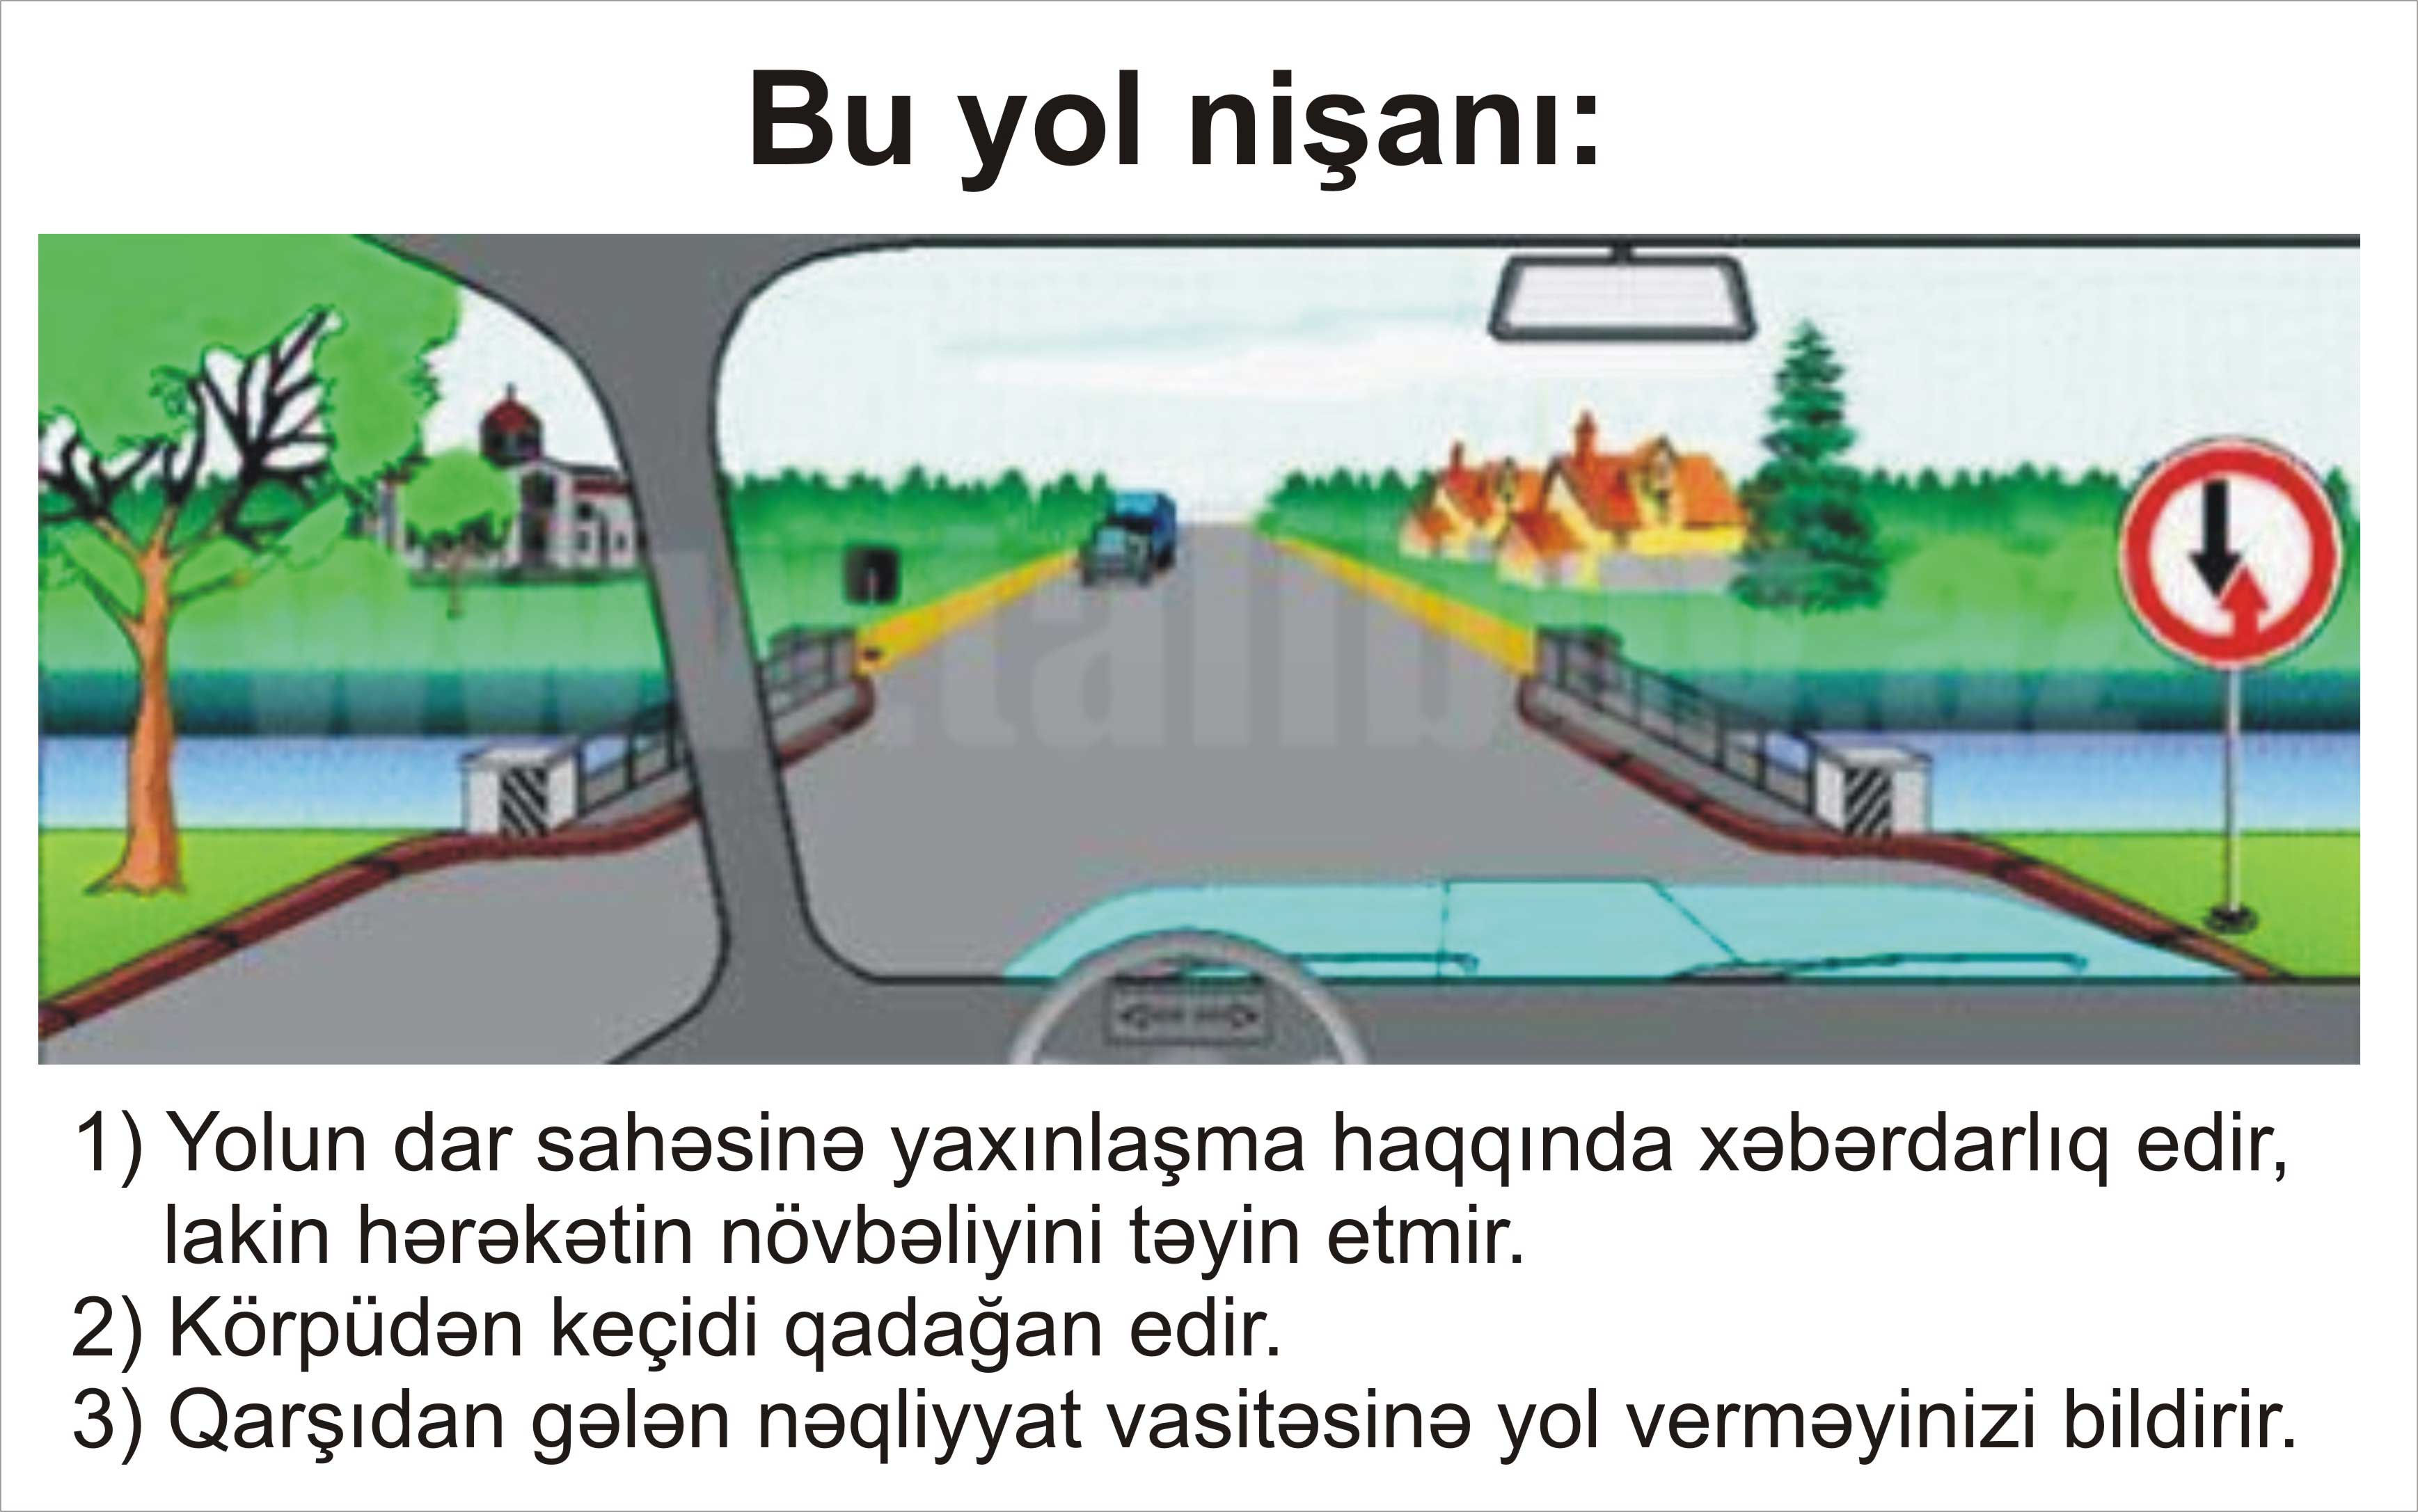 Bu yol nişanı:
1) Yolun dar sahəsinə yaxınlaşma haqqında xəbərdarlıq edir,
lakin hərəkətin növbəliyini təyin etmir.
2) Körpüdən keçidi qadağan edir.
3) Qarşıdan gələn nəqliyyat vasitəsinə yol verməyinizi bildirir.